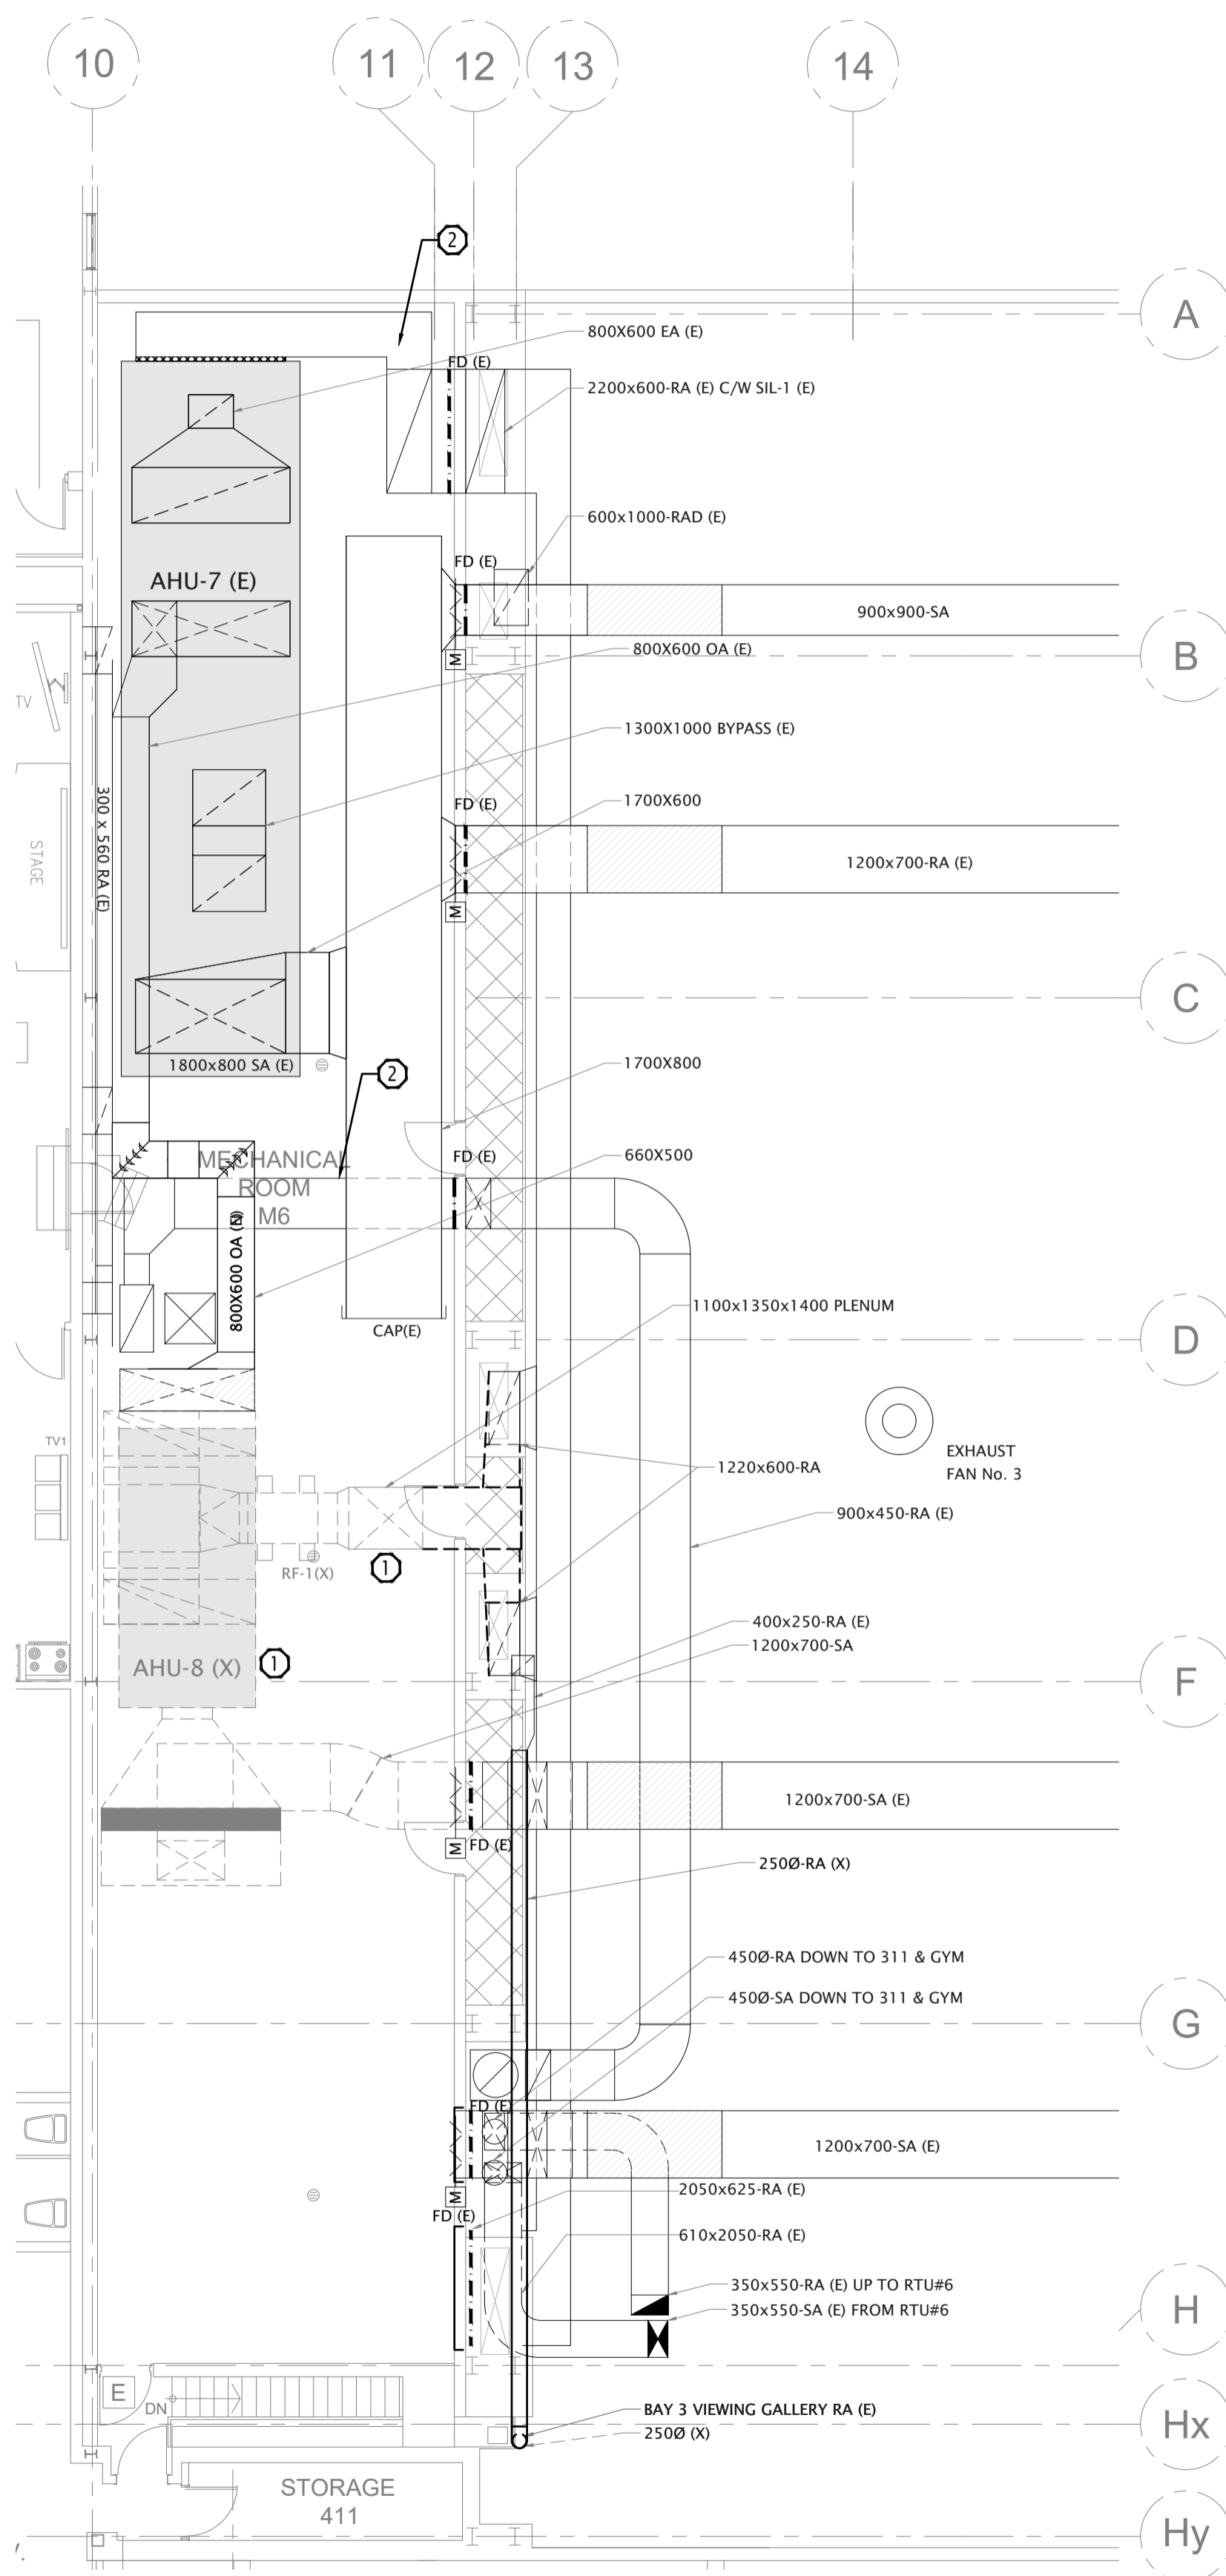 10
11
12
13
14
2
A
800X600 EA (E)
FD (E)
2200x600-RA (E) C/W SIL-1 (E)
600x1000-RAD (E)
FD (E)
AHU-7 (E)
900x900-SA
800X600 OA (E)
B
M
TV
1300X1000 BYPASS (E)
300 x 560 RA (E)
1700X600
FD (E)
STAGE
1200x700-RA (E)
M
C
1800x800 SA (E)
1700X800
2
MECHANICAL
ROOM
M6
FD (E)
660X500
800X600 OA (N)
1100x1350x1400 PLENUM
CAP(E)
D
TV1
EXHAUST
FAN No. 3
1220x600-RA
900x450-RA (E)
RF-1(X)
1
400x250-RA (E)
1200x700-SA
AHU-8 (X)
1
F
1200x700-SA (E)
M
FD (E)
250Ø-RA (X)
450Ø-RA DOWN TO 311 & GYM
450Ø-SA DOWN TO 311 & GYM
G
FD (E)
1200x700-SA (E)
M
2050x625-RA (E)
FD (E)
610x2050-RA (E)
350x550-RA (E) UP TO RTU#6
350x550-SA (E) FROM RTU#6
H
E
DN
BAY 3 VIEWING GALLERY RA (E)
250Ø (X)
Hx
STORAGE
411
Hy